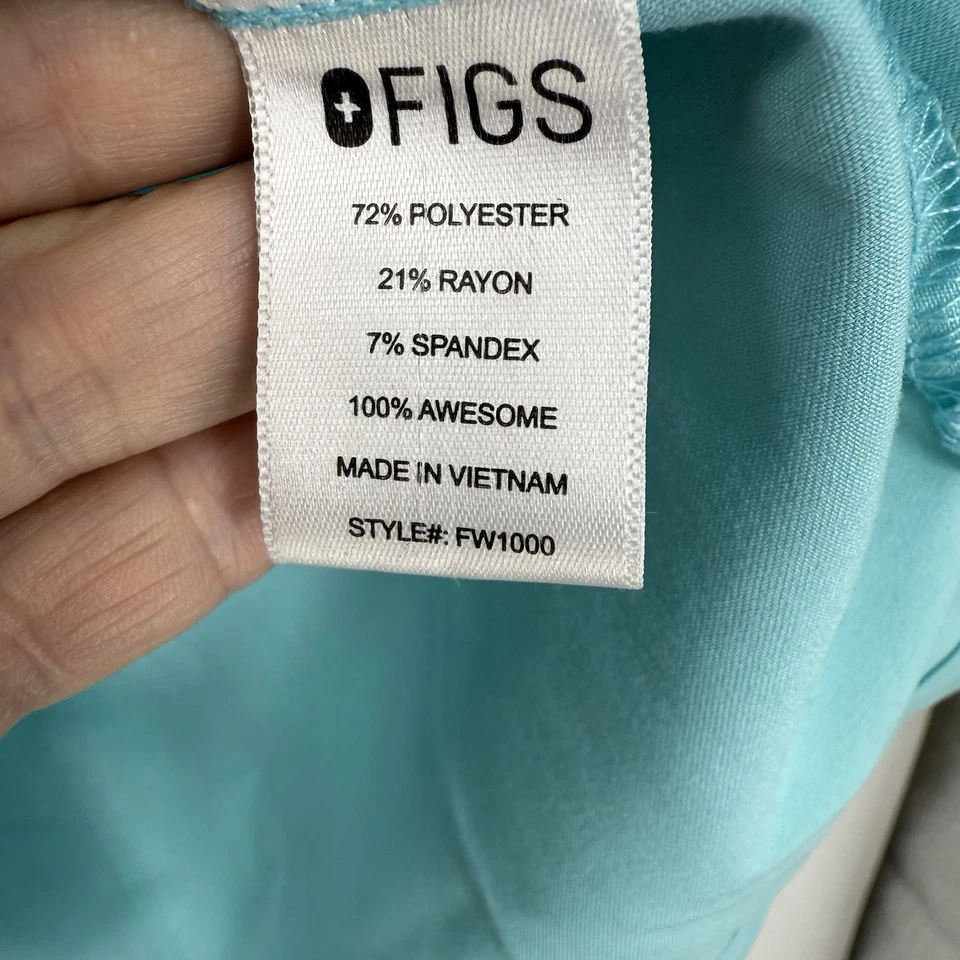 FIGS
72% POLYESTER
21% RAYON
7% SPANDEX
100% AWESOME
MADE IN VIETNAM
STYLE#: FW1000